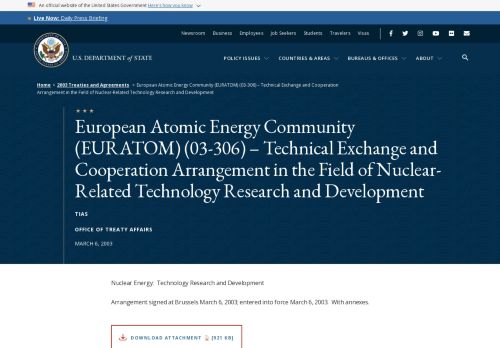 An official website of the United States Government Here's how you know
Live Now: Daily Press Briefing
Newsroom Business Employees Job Seekers Students Travelers Visas
U.S. DEPARTMENT of STATE
POLICY ISSUES COUNTRIES & AREAS BUREAUS & OFFICES ABOUT
Home > 2003 Treaties and Agreements > European Atomic Energy Community (EURATOM) (03-306) – Technical Exchange and Cooperation
Arrangement in the Field of Nuclear-Related Technology Research and Development
European Atomic Energy Community
(EURATOM) (03-306) – Technical Exchange and
Cooperation Arrangement in the Field of Nuclear-
Related Technology Research and Development
TIAS
OFFICE OF TREATY AFFAIRS
MARCH 6, 2003
Nuclear Energy: Technology Research and Development
Arrangement signed at Brussels March 6, 2003; entered into force March 6, 2003. With annexes.
DOWNLOAD ATTACHMENT [921 KB]